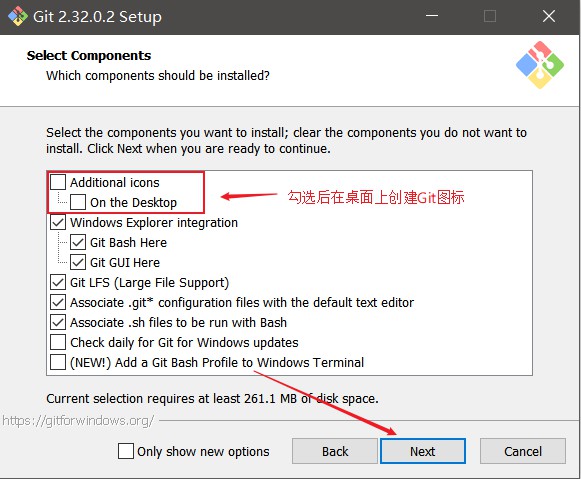 Git 2.32.0.2 Setup
Select Components
Which components should be installed?
Select the components you want to install; clear the components you do not want to
install. Click Next when you are ready to continue.
Additional icons
On the Desktop
勾选后在桌面上创建Git图标
Windows Explorer integration
Git Bash Here
Git GUI Here
Git LFS (Large File Support)
Associate .git* configuration files with the default text editor
Associate .sh files to be run with Bash
Check daily for Git for Windows updates
(NEW!) Add a Git Bash Profile to Windows Terminal
Current selection requires at least 261.1 MB of disk space.
https://gitforwindows.org/
Only show new options
Back
Next
Cancel